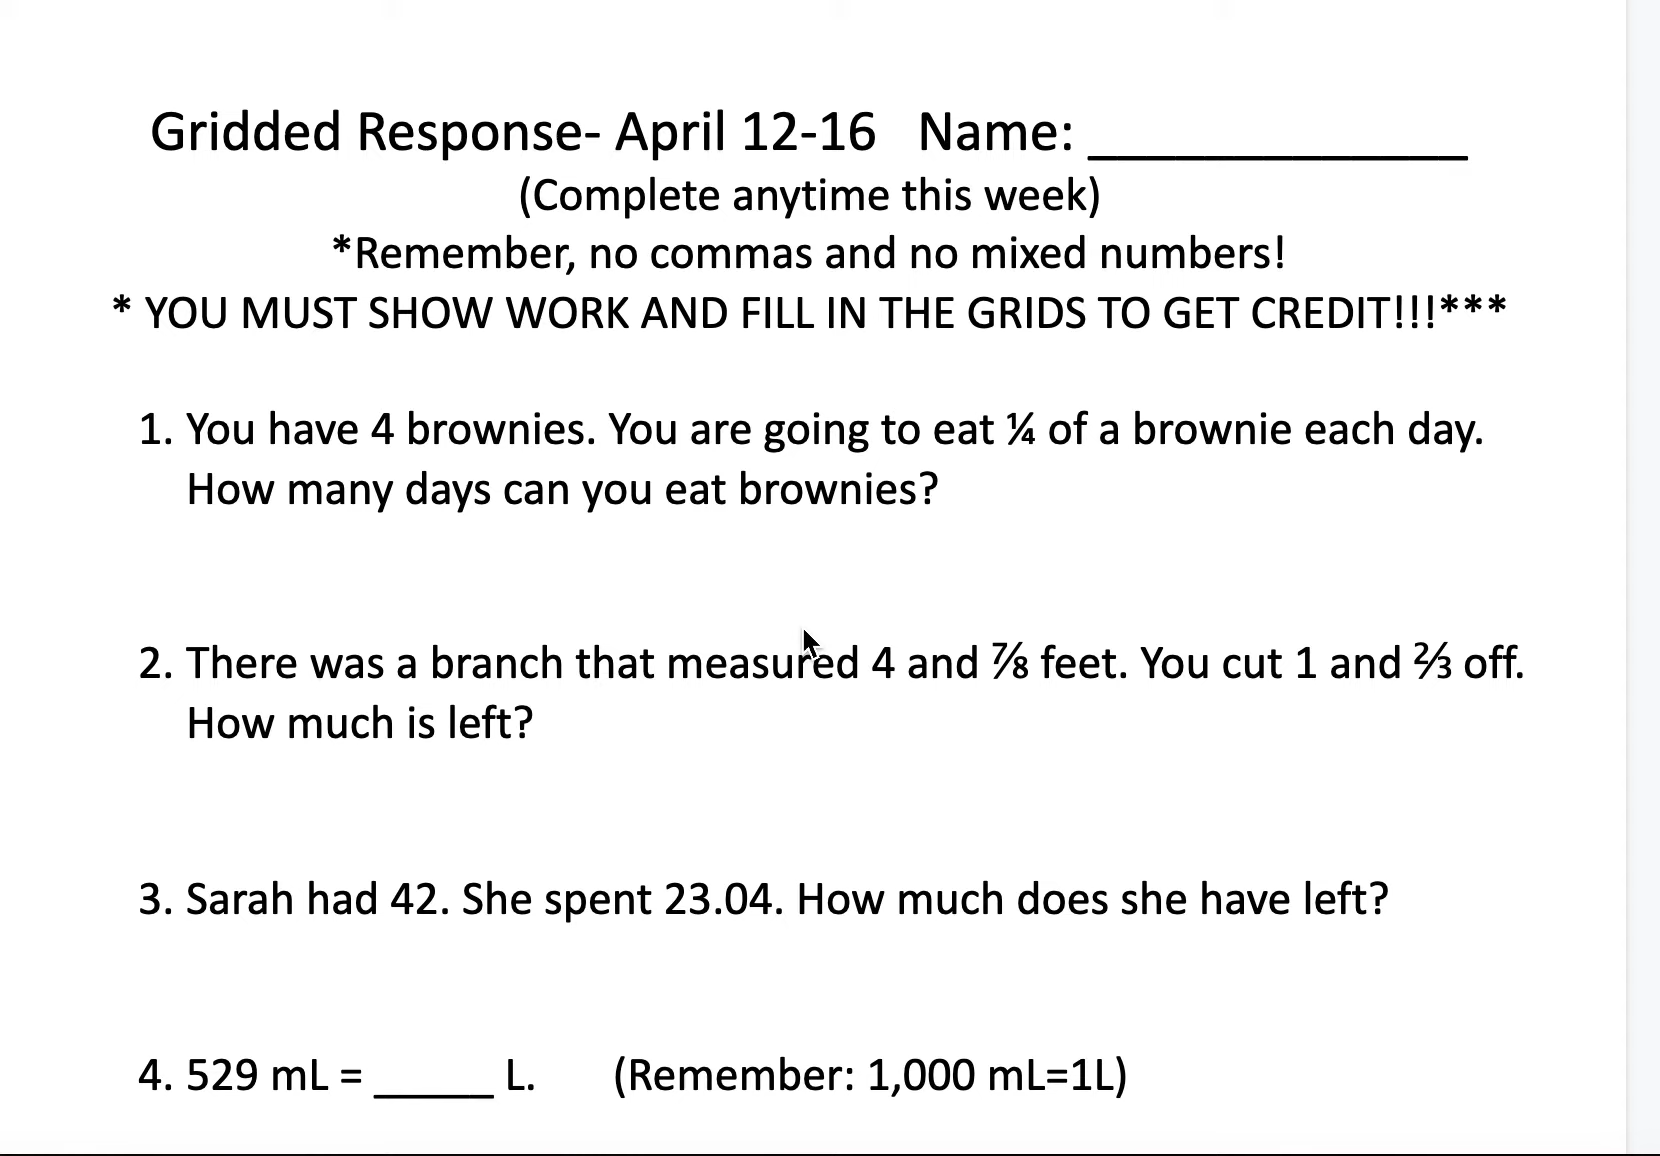 Gridded Response- April 12-16 Name: _____________
(Complete anytime this week)
*Remember, no commas and no mixed numbers!
* YOU MUST SHOW WORK AND FILL IN THE GRIDS TO GET CREDIT!!!***
1. You have 4 brownies. You are going to eat ¼ of a brownie each day.
How many days can you eat brownies?
2. There was a branch that measured 4 and ⅞ feet. You cut 1 and ⅔ off.
How much is left?
3. Sarah had 42. She spent 23.04. How much does she have left?
4. 529 mL = _____ L. (Remember: 1,000 mL=1L)